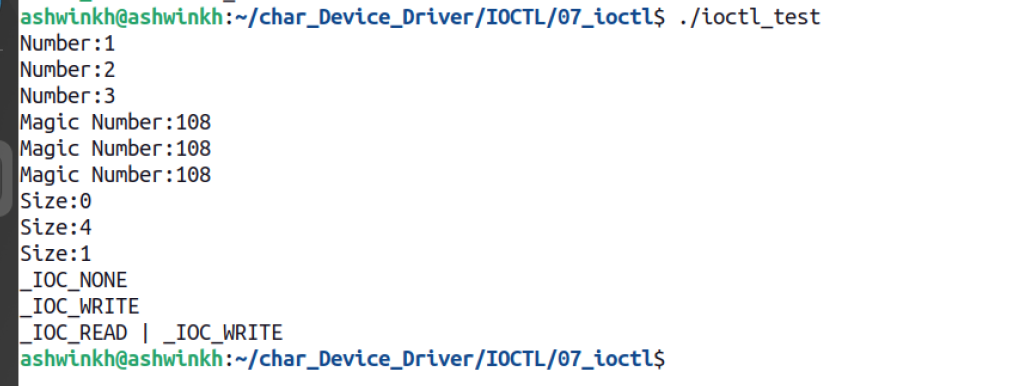 ashwinkh@ashwinkh:~/char_Device_Driver/IOCTL/07_ioctl$ ./ioctl_test
Number:1
Number:2
Number:3
Magic Number:108
Magic Number:108
Magic Number:108
Size:0
Size:4
Size:1
_IOC_NONE
_IOC_WRITE
_IOC_READ | _IOC_WRITE
ashwinkh@ashwinkh:~/char_Device_Driver/IOCTL/07_ioctl$